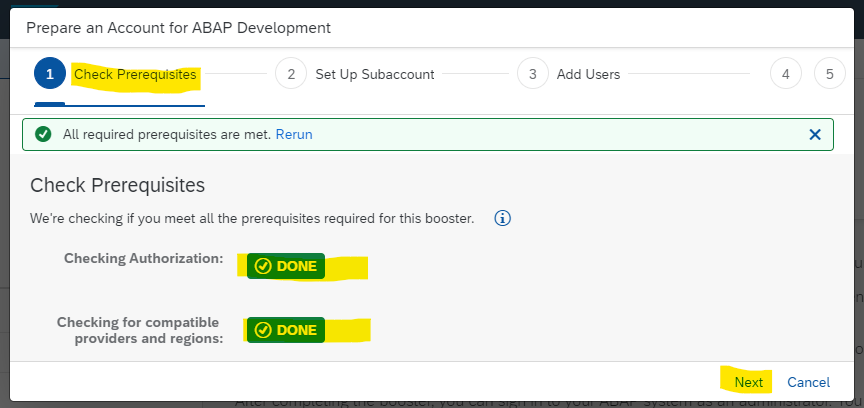 Prepare an Account for ABAP Development
1 Check Prerequisites 2 Set Up Subaccount 3 Add Users 4 5
All required prerequisites are met. Rerun
Check Prerequisites
We're checking if you meet all the prerequisites required for this booster.
Checking Authorization: DONE
Checking for compatible
providers and regions: DONE
Next Cancel